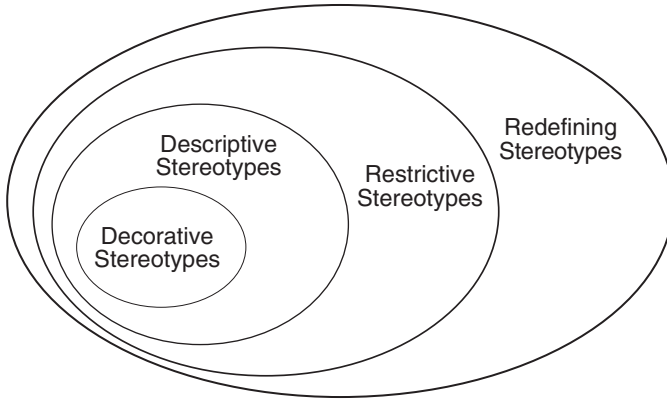 Descriptive
Stereotypes
Redefining
Stereotypes
Restrictive
Stereotypes
Decorative
Stereotypes